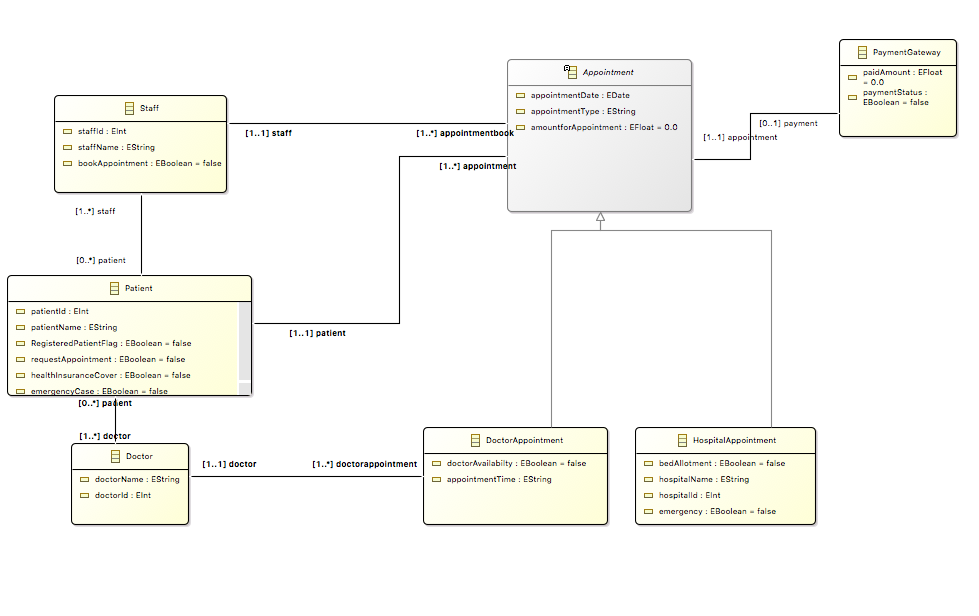 PaymentGateway
paidAmount : EFloat
= 0.0
paymentStatus :
EBoolean = false
Appointment
appointmentDate : EDate
appointmentType : EString
amountforAppointment : EFloat = 0.0
Staff
staffId : EInt
staffName : EString
bookAppointment : EBoolean = false
[1..1] staff
[1..*] appointmentbook
[1..*] appointment
[0..1] payment
[1..1] appointment
[1..*] staff
[0..*] patient
Patient
patientId : EInt
patientName : EString
RegisteredPatientFlag : EBoolean = false
requestAppointment : EBoolean = false
healthInsuranceCover : EBoolean = false
emergencyCase : EBoolean = false
[1..1] patient
[0..*] patient
[1..*] doctor
Doctor
doctorName : EString
doctorId : EInt
[1..1] doctor
[1..*] doctorappointment
DoctorAppointment
doctorAvailabilty : EBoolean = false
appointmentTime : EString
HospitalAppointment
bedAllotment : EBoolean = false
hospitalName : EString
hospitalId : EInt
emergency : EBoolean = false